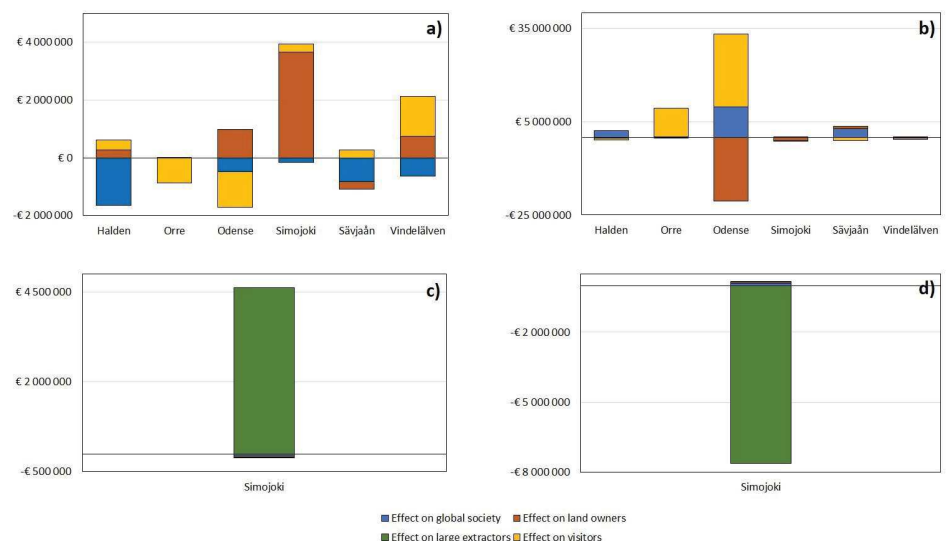 a)
€ 4 000 000
€ 2 000 000
€ 0
-€ 2 000 000
Halden Orre Odense Simojoki Sävjaån Vindelälven
b)
€ 35 000 000
€ 5 000 000
-€ 25 000 000
Halden Orre Odense Simojoki Sävjaån Vindelälven
c)
€ 4 500 000
€ 2 000 000
-€ 500 000
Simojoki
d)
-€ 2 000 000
-€ 5 000 000
-€ 8 000 000
Simojoki
Effect on global society Effect on land owners
Effect on large extractors Effect on visitors